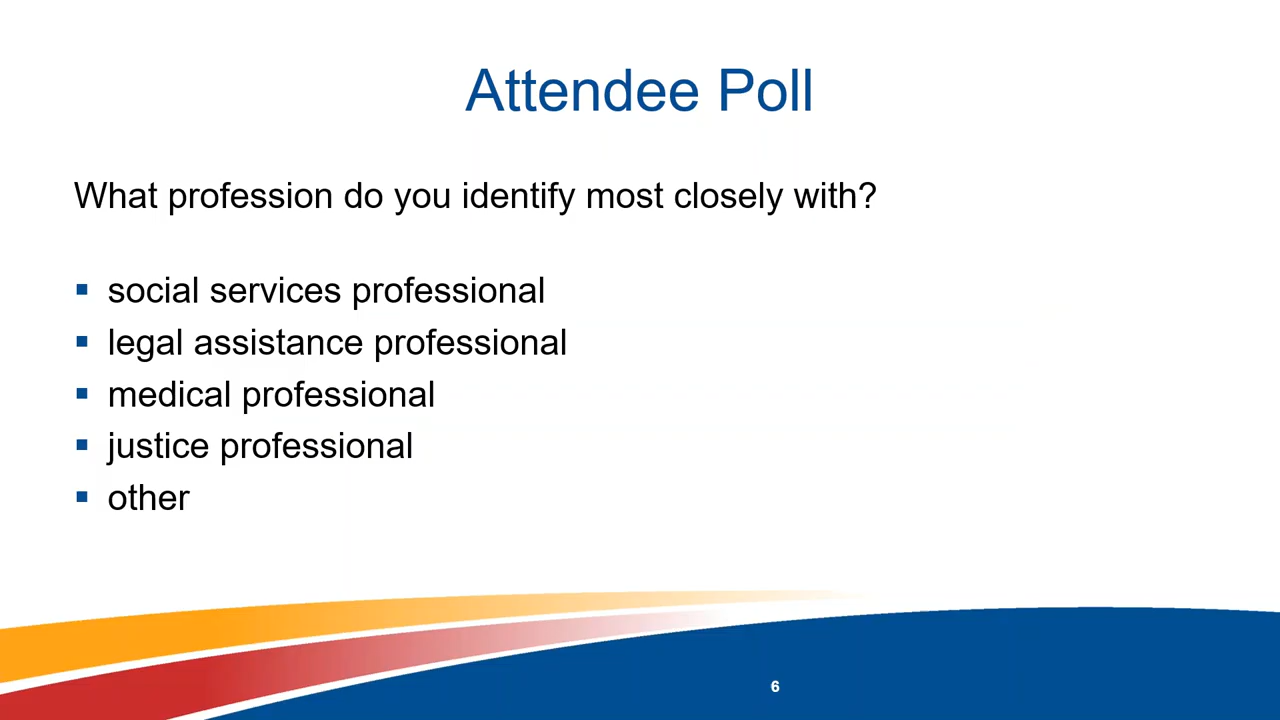 Attendee Poll
What profession do you identify most closely with?
▪ social services professional
▪ legal assistance professional
▪ medical professional
▪ justice professional
▪ other
6